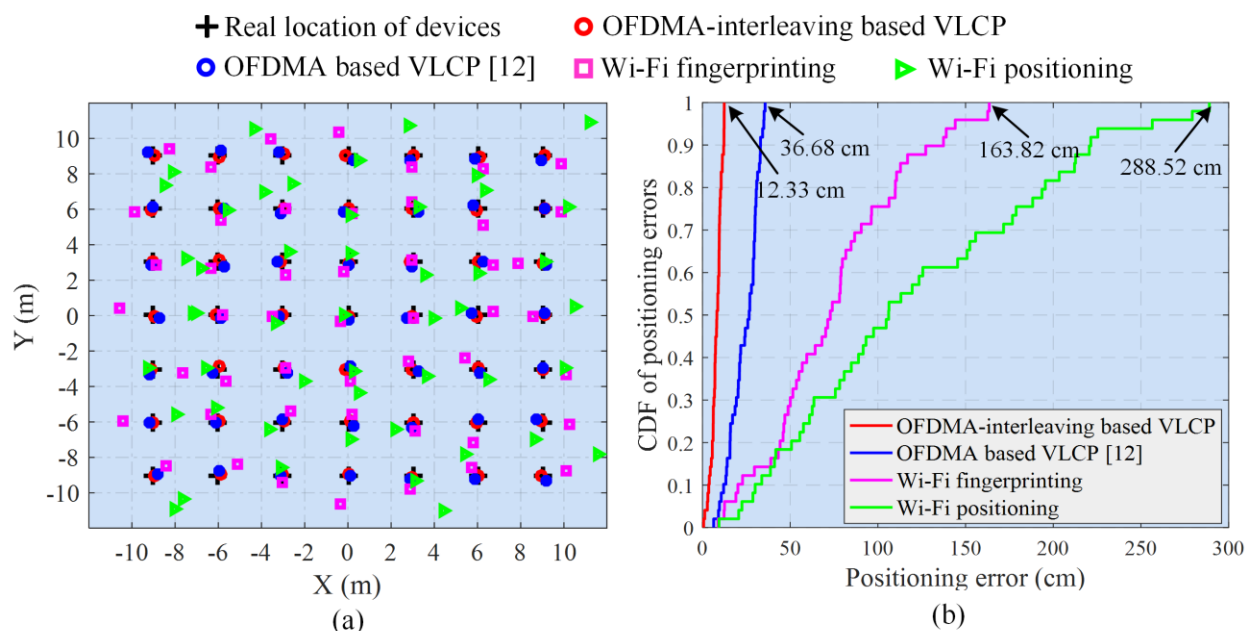 Real location of devices
OFDMA-interleaving based VLCP
OFDMA based VLCP [12]
Wi-Fi fingerprinting
Wi-Fi positioning
Y (m)
10
8
6
4
2
0
-2
-4
-6
-8
-10
-10 -8 -6 -4 -2 0 2 4 6 8 10
X (m)
(a)
CDF of positioning errors
1
0.9
0.8
0.7
0.6
0.5
0.4
0.3
0.2
0.1
0
36.68 cm
12.33 cm
163.82 cm
288.52 cm
OFDMA-interleaving based VLCP
OFDMA based VLCP [12]
Wi-Fi fingerprinting
Wi-Fi positioning
0 50 100 150 200 250 300
Positioning error (cm)
(b)